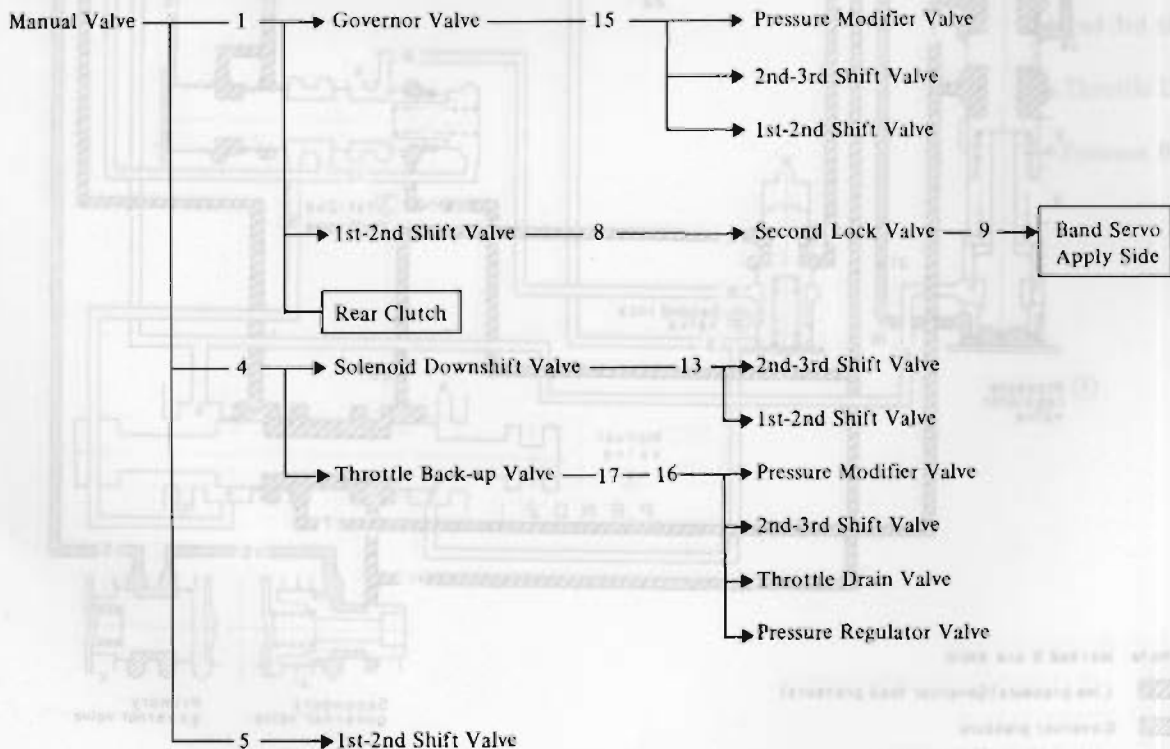 Manual Valve 1 Governor Valve 15 Pressure Modifier Valve
2nd-3rd Shift Valve
1st-2nd Shift Valve
1st-2nd Shift Valve 8 Second Lock Valve 9 Band Servo
Apply Side
Rear Clutch
4 Solenoid Downshift Valve 13 2nd-3rd Shift Valve
1st-2nd Shift Valve
Throttle Back-up Valve 17 16 Pressure Modifier Valve
2nd-3rd Shift Valve
Throttle Drain Valve
Pressure Regulator Valve
5 1st-2nd Shift Valve